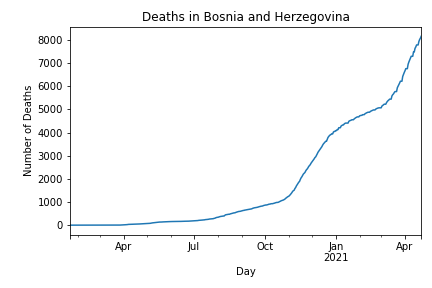 Deaths in Bosnia and Herzegovina
8000
7000
6000
5000
4000
3000
2000
1000
0
Number of Deaths
Apr Jul Oct Jan Apr
2021
Day